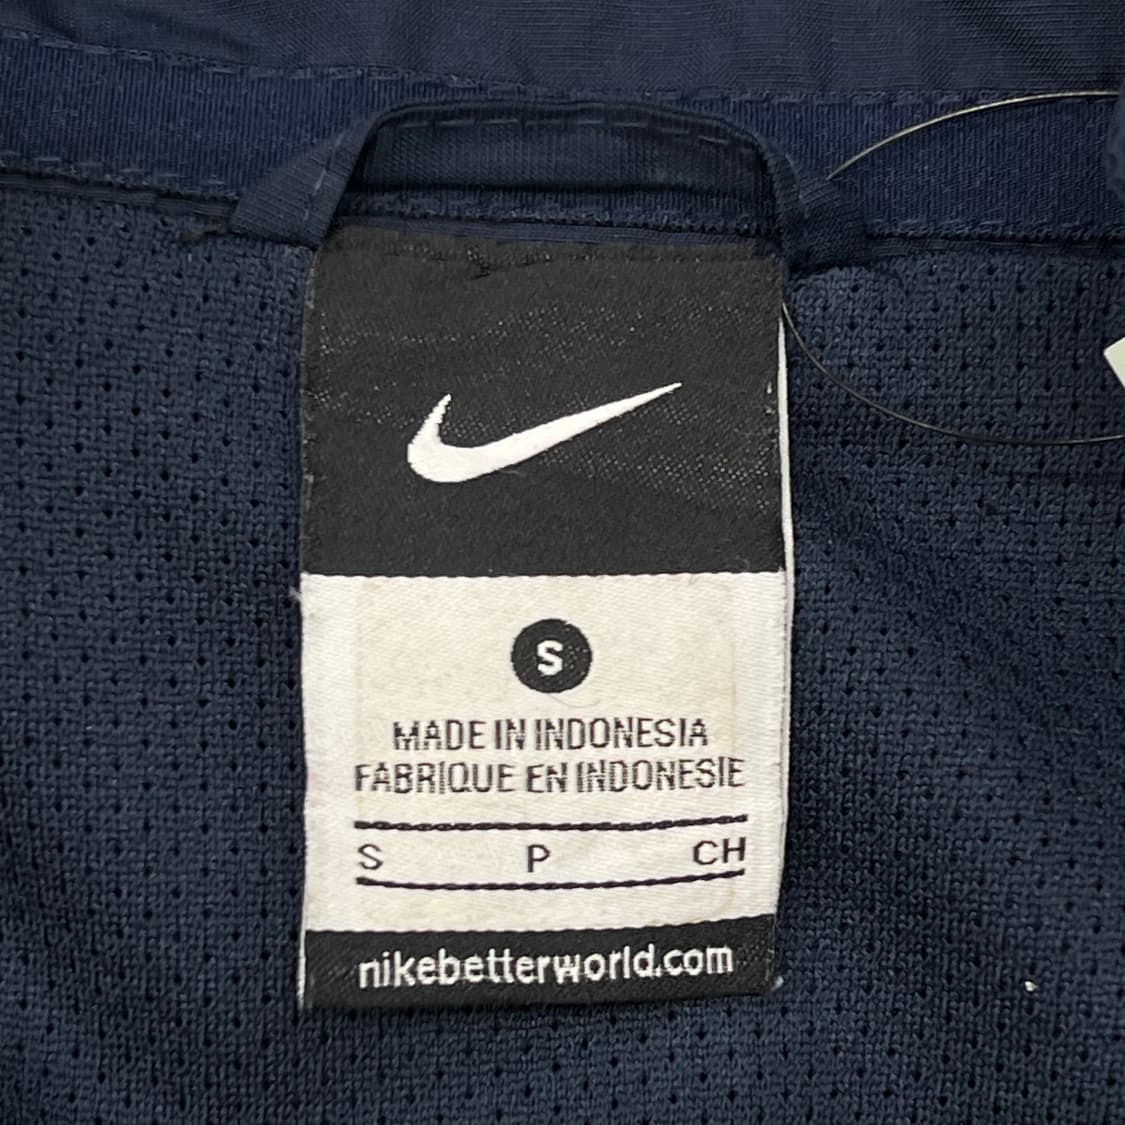 S
MADE IN INDONESIA
FABRIQUE EN INDONESIE
S P CH
nikebetterworld.com